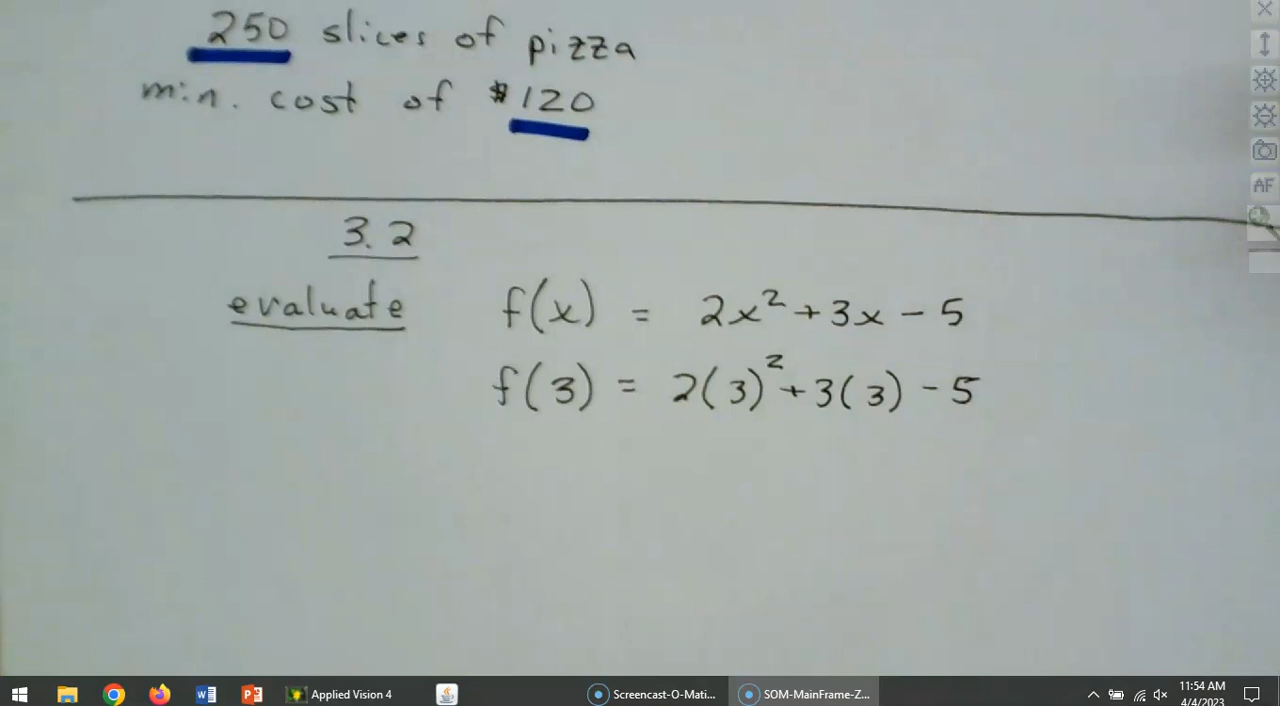 250 slices of pizza
min. cost of $120
3.2
evaluate f(x) = 2x² + 3x - 5
f(3) = 2(3)² + 3(3) - 5
AF
Applied Vision 4
Screencast-O-Mati...
SOM-MainFrame-Z...
11:54 AM
4/4/2023